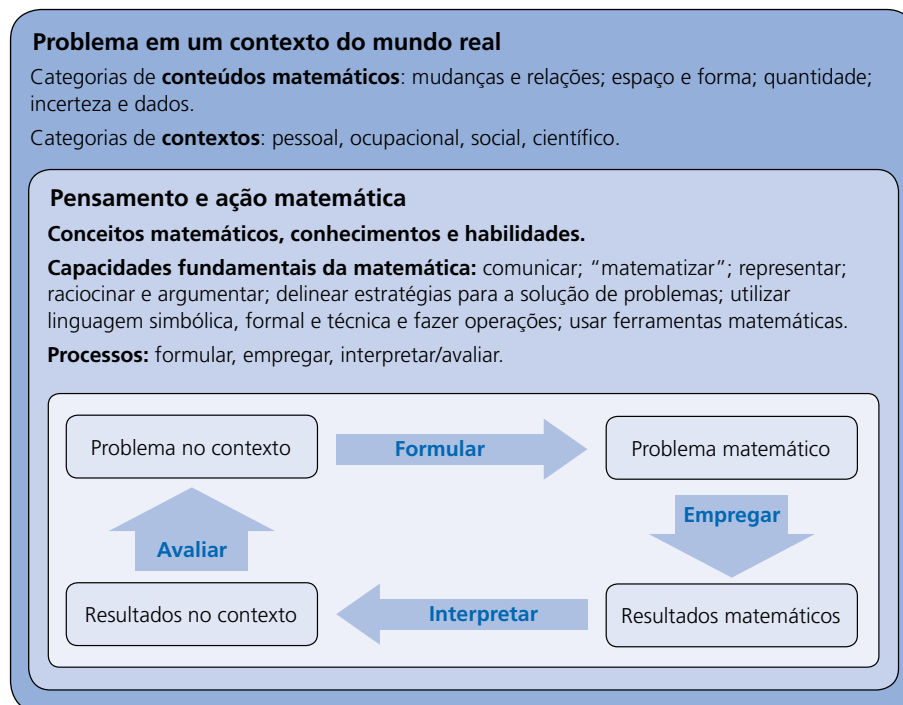 Problema em um contexto do mundo real
Categorias de conteúdos matemáticos: mudanças e relações; espaço e forma; quantidade;
incerteza e dados.
Categorias de contextos: pessoal, ocupacional, social, científico.
Pensamento e ação matemática
Conceitos matemáticos, conhecimentos e habilidades.
Capacidades fundamentais da matemática: comunicar; “matematizar”; representar;
raciocinar e argumentar; delinear estratégias para a solução de problemas; utilizar
linguagem simbólica, formal e técnica e fazer operações; usar ferramentas matemáticas.
Processos: formular, empregar, interpretar/avaliar.
Problema no contexto
Formular
Problema matemático
Empregar
Avaliar
Resultados no contexto
Interpretar
Resultados matemáticos